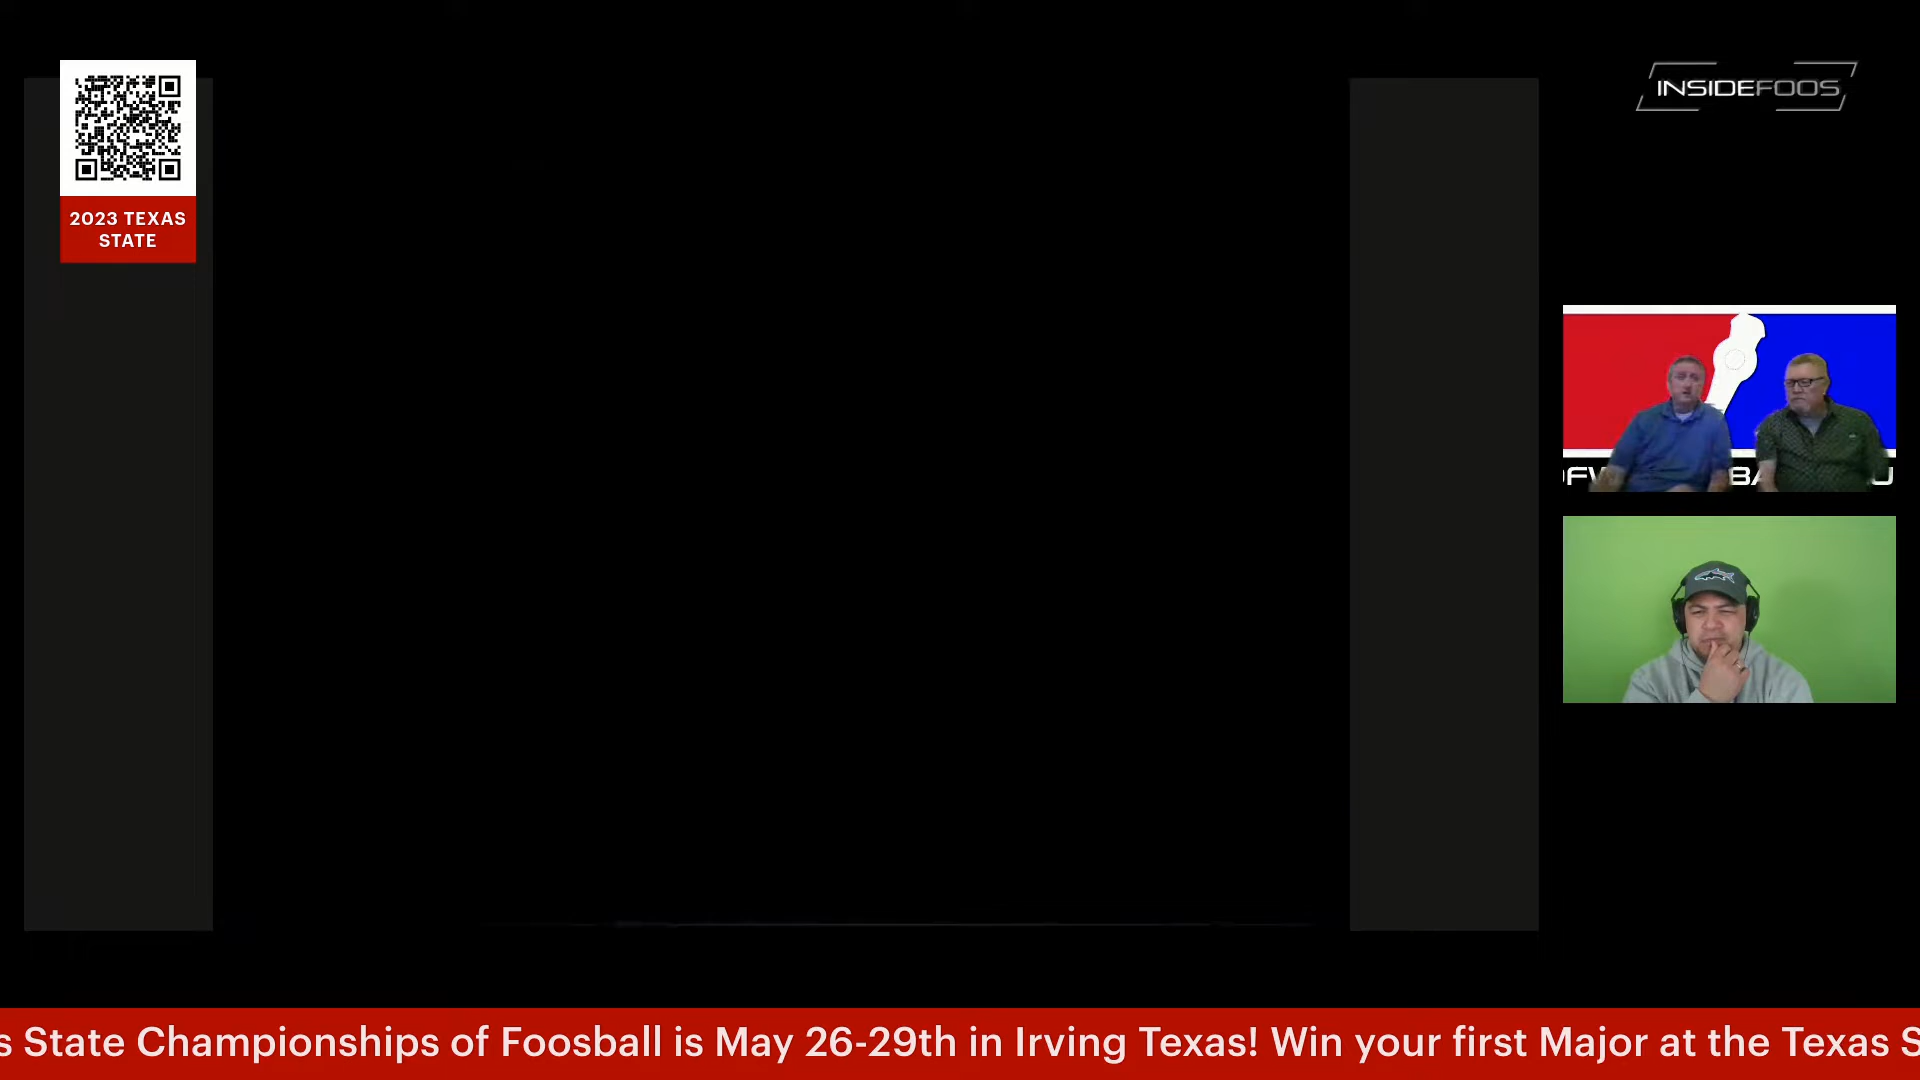 2023 TEXAS
STATE
INSIDEFOOS
s State Championships of Foosball is May 26-29th in Irving Texas! Win your first Major at the Texas S